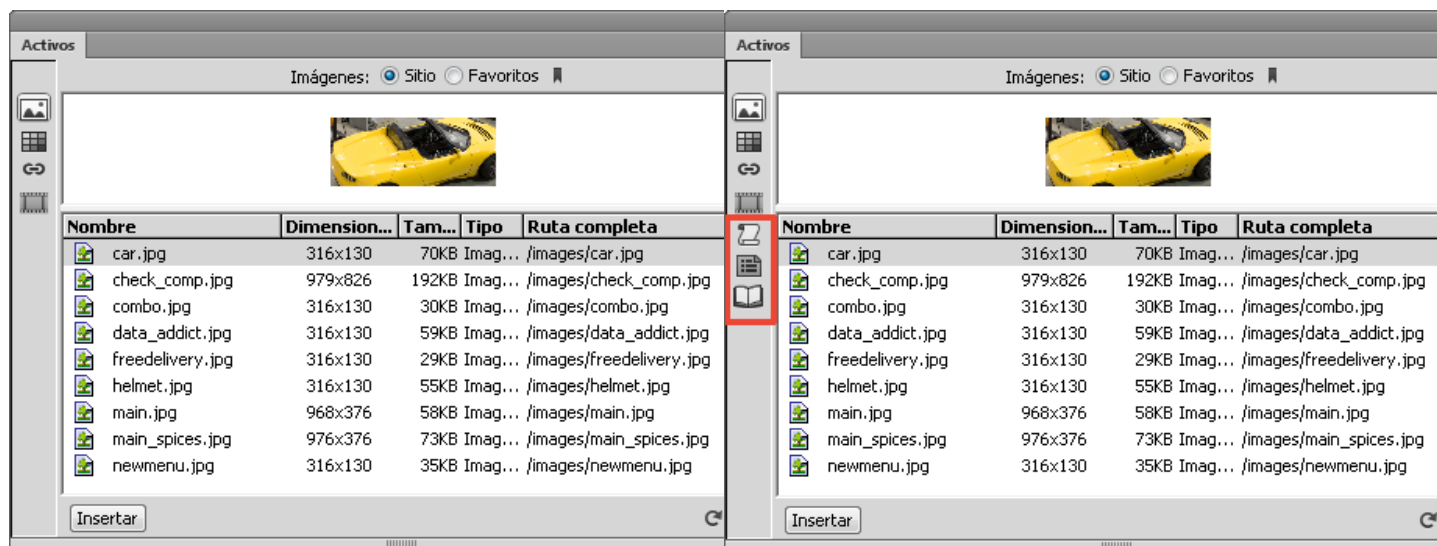 Activos
Imágenes: Sitio Favoritos
Nombre Dimension... Tam... Tipo Ruta completa
car.jpg 316x130 70KB Imag... /images/car.jpg
check_comp.jpg 979x826 192KB Imag... /images/check_comp.jpg
combo.jpg 316x130 30KB Imag... /images/combo.jpg
data_addict.jpg 316x130 59KB Imag... /images/data_addict.jpg
freedelivery.jpg 316x130 29KB Imag... /images/freedelivery.jpg
helmet.jpg 316x130 55KB Imag... /images/helmet.jpg
main.jpg 968x376 58KB Imag... /images/main.jpg
main_spices.jpg 976x376 73KB Imag... /images/main_spices.jpg
newmenu.jpg 316x130 35KB Imag... /images/newmenu.jpg
Insertar
Activos
Imágenes: Sitio Favoritos
Nombre Dimension... Tam... Tipo Ruta completa
car.jpg 316x130 70KB Imag... /images/car.jpg
check_comp.jpg 979x826 192KB Imag... /images/check_comp.jpg
combo.jpg 316x130 30KB Imag... /images/combo.jpg
data_addict.jpg 316x130 59KB Imag... /images/data_addict.jpg
freedelivery.jpg 316x130 29KB Imag... /images/freedelivery.jpg
helmet.jpg 316x130 55KB Imag... /images/helmet.jpg
main.jpg 968x376 58KB Imag... /images/main.jpg
main_spices.jpg 976x376 73KB Imag... /images/main_spices.jpg
newmenu.jpg 316x130 35KB Imag... /images/newmenu.jpg
Insertar